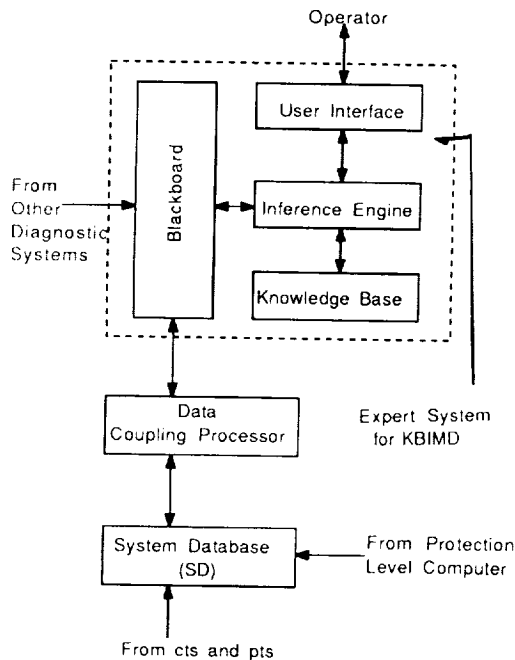 Operator
User Interface
Blackboard
From
Other
Diagnostic
Systems
Inference Engine
Knowledge Base
Data
Coupling Processor
Expert System
for KBIMD
System Database
(SD)
From Protection
Level Computer
From cts and pts